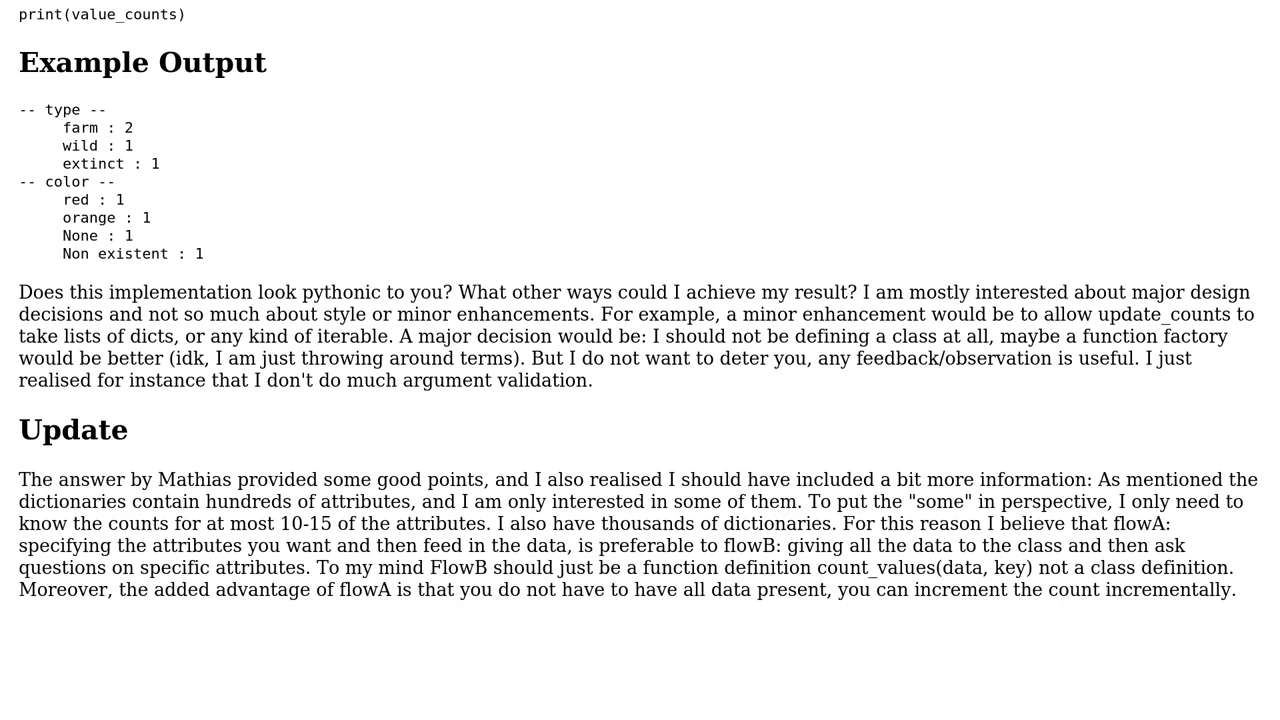 print(value_counts)
Example Output
-- type --
     farm : 2
     wild : 1
     extinct : 1
-- color --
     red : 1
     orange : 1
     None : 1
     Non existent : 1
Does this implementation look pythonic to you? What other ways could I achieve my result? I am mostly interested about major design
decisions and not so much about style or minor enhancements. For example, a minor enhancement would be to allow update_counts to
take lists of dicts, or any kind of iterable. A major decision would be: I should not be defining a class at all, maybe a function factory
would be better (idk, I am just throwing around terms). But I do not want to deter you, any feedback/observation is useful. I just
realised for instance that I don't do much argument validation.
Update
The answer by Mathias provided some good points, and I also realised I should have included a bit more information: As mentioned the
dictionaries contain hundreds of attributes, and I am only interested in some of them. To put the "some" in perspective, I only need to
know the counts for at most 10-15 of the attributes. I also have thousands of dictionaries. For this reason I believe that flowA:
specifying the attributes you want and then feed in the data, is preferable to flowB: giving all the data to the class and then ask
questions on specific attributes. To my mind FlowB should just be a function definition count_values(data, key) not a class definition.
Moreover, the added advantage of flowA is that you do not have to have all data present, you can increment the count incrementally.